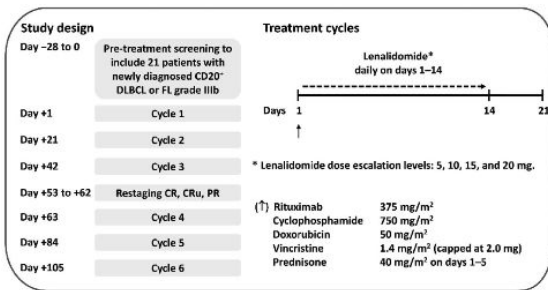 Study design
Day −28 to 0
Pre-treatment screening to
include 21 patients with
newly diagnosed CD20⁻
DLBCL or FL grade IIIb
Day +1
Cycle 1
Day +21
Cycle 2
Day +42
Cycle 3
Day +53 to +62
Restaging CR, CRu, PR
Day +63
Cycle 4
Day +84
Cycle 5
Day +105
Cycle 6
Treatment cycles
Lenalidomide*
daily on days 1–14
Days 1 14 21
↑
* Lenalidomide dose escalation levels: 5, 10, 15, and 20 mg.
(↑) Rituximab 375 mg/m²
Cyclophosphamide 750 mg/m²
Doxorubicin 50 mg/m²
Vincristine 1.4 mg/m² (capped at 2.0 mg)
Prednisone 40 mg/m² on days 1–5